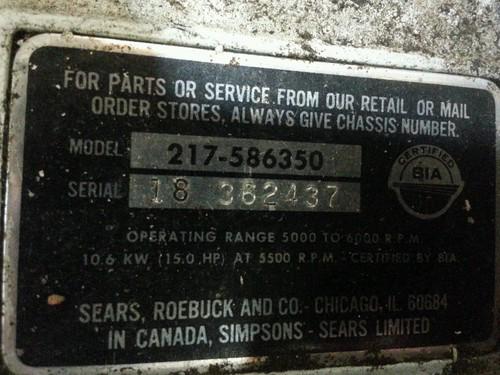 FOR PARTS OR SERVICE FROM OUR RETAIL OR MAIL
ORDER STORES, ALWAYS GIVE CHASSIS NUMBER.
MODEL 217-586350
SERIAL 18 362437
CERTIFIED
BIA
OPERATING RANGE 5000 TO 6000 R.P.M.
10.6 KW (15.0 HP) AT 5500 R.P.M. - CERTIFIED BY BIA
SEARS, ROEBUCK AND CO. - CHICAGO, IL. 60684
IN CANADA, SIMPSONS - SEARS LIMITED